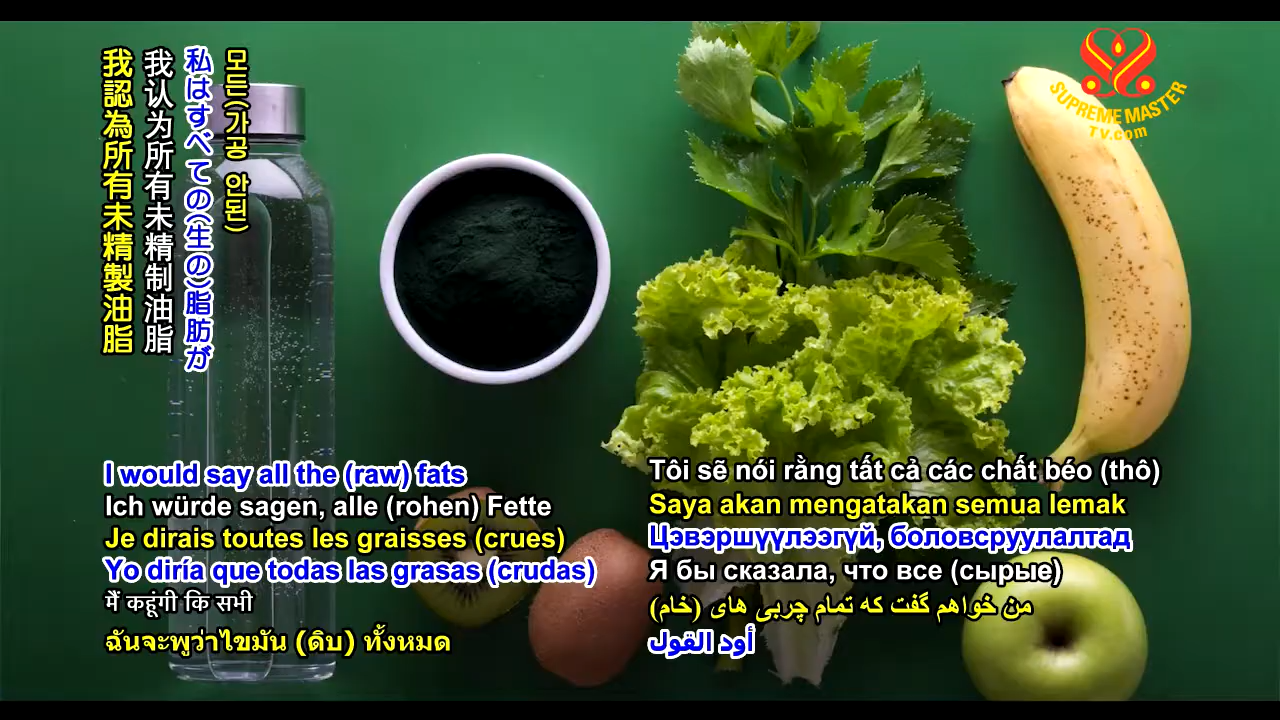 我認為所有未精製油脂
我认为所有未精制油脂
私はすべての(生の)脂肪が
모든(가공 안된)
SUPREME MASTER
TV.com
I would say all the (raw) fats
Ich würde sagen, alle (rohen) Fette
Je dirais toutes les graisses (crues)
Yo diría que todas las grasas (crudas)
मैं कहूंगी कि सभी
ฉันจะพูว่าไขมัน (ดิบ) ทั้งหมด
Tôi sẽ nói rằng tất cả các chất béo (thô)
Saya akan mengatakan semua lemak
Цэвэршүүлээгүй, боловсруулалтад
Я бы сказала, что все (сырые)
من خواهم گفت که تمام چربی های (خام)
أود القول